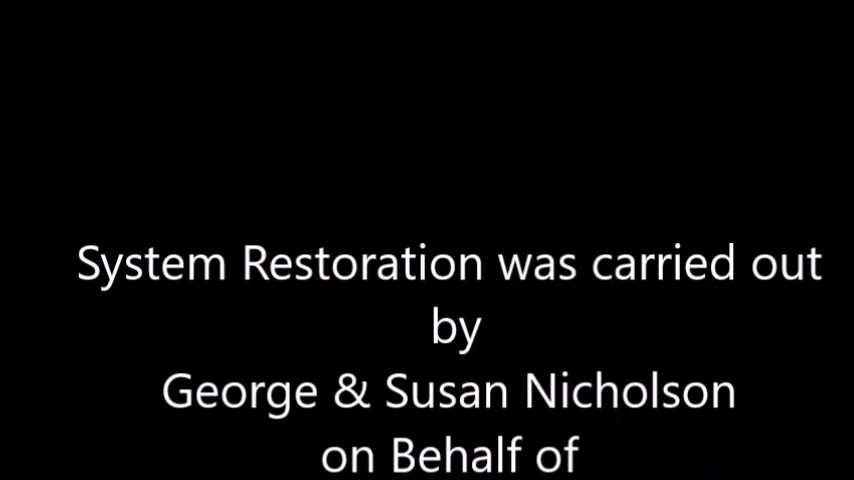 System Restoration was carried out
by
George & Susan Nicholson
on Behalf of